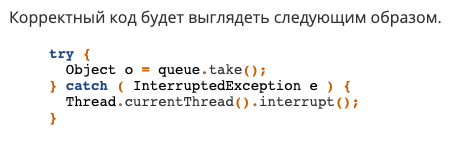 Корректный код будет выглядеть следующим образом.
try {
  Object o = queue.take();
} catch ( InterruptedException e ) {
  Thread.currentThread().interrupt();
}